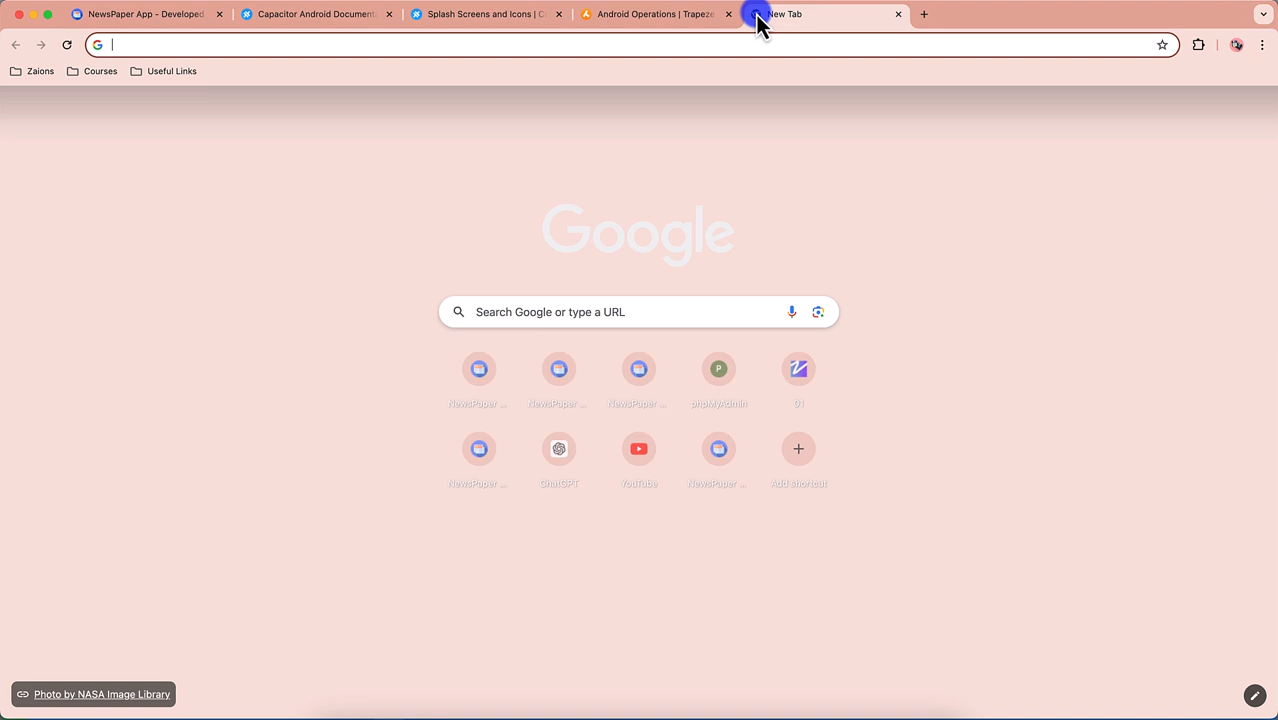 NewsPaper App - Developed
Capacitor Android Document
Splash Screens and Icons | C
Android Operations | Trapeze
New Tab
Zaions
Courses
Useful Links
Google
Search Google or type a URL
NewsPaper ...
NewsPaper ...
NewsPaper ...
P
phpMyAdmin
01
NewsPaper ...
ChatGPT
YouTube
NewsPaper ...
Add shortcut
Photo by NASA Image Library